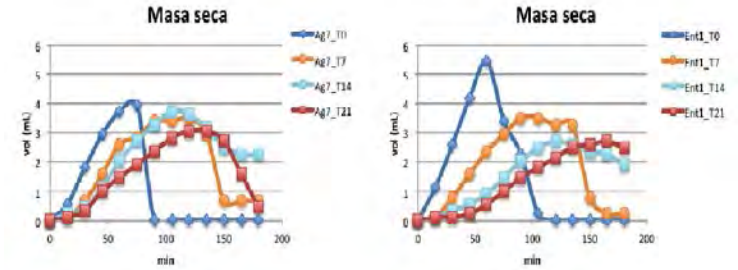 Masa seca
vol (mL)
6
5
4
3
2
1
0
0 50 100 150 200
min
Ag7_T0
Ag7_T7
Ag7_T14
Ag7_T21
Masa seca
vol (mL)
6
5
4
3
2
1
0
0 50 100 150 200
min
Ent1_T0
Ent1_T7
Ent1_T14
Ent1_T21